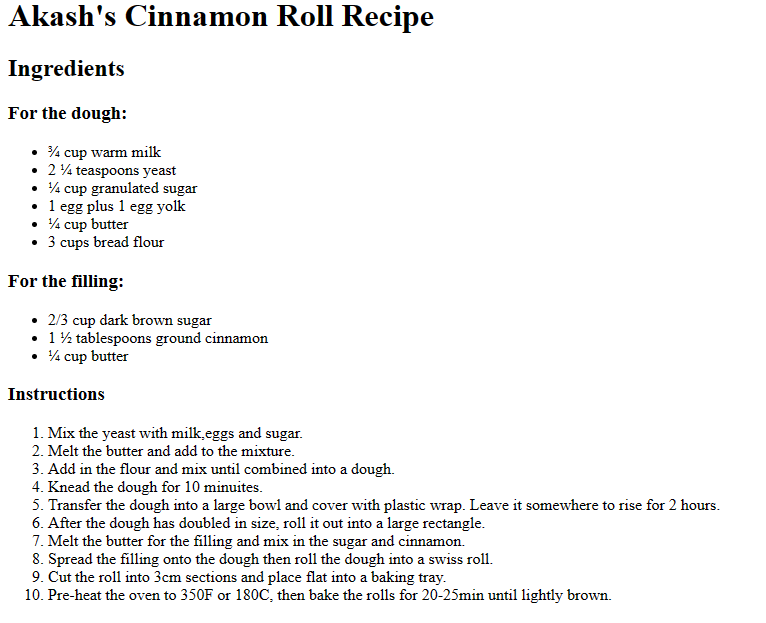 Akash's Cinnamon Roll Recipe
Ingredients
For the dough:
• ¾ cup warm milk
• 2 ¼ teaspoons yeast
• ¼ cup granulated sugar
• 1 egg plus 1 egg yolk
• ¼ cup butter
• 3 cups bread flour
For the filling:
• 2/3 cup dark brown sugar
• 1 ½ tablespoons ground cinnamon
• ¼ cup butter
Instructions
1. Mix the yeast with milk,eggs and sugar.
2. Melt the butter and add to the mixture.
3. Add in the flour and mix until combined into a dough.
4. Knead the dough for 10 minuites.
5. Transfer the dough into a large bowl and cover with plastic wrap. Leave it somewhere to rise for 2 hours.
6. After the dough has doubled in size, roll it out into a large rectangle.
7. Melt the butter for the filling and mix in the sugar and cinnamon.
8. Spread the filling onto the dough then roll the dough into a swiss roll.
9. Cut the roll into 3cm sections and place flat into a baking tray.
10. Pre-heat the oven to 350F or 180C, then bake the rolls for 20-25min until lightly brown.